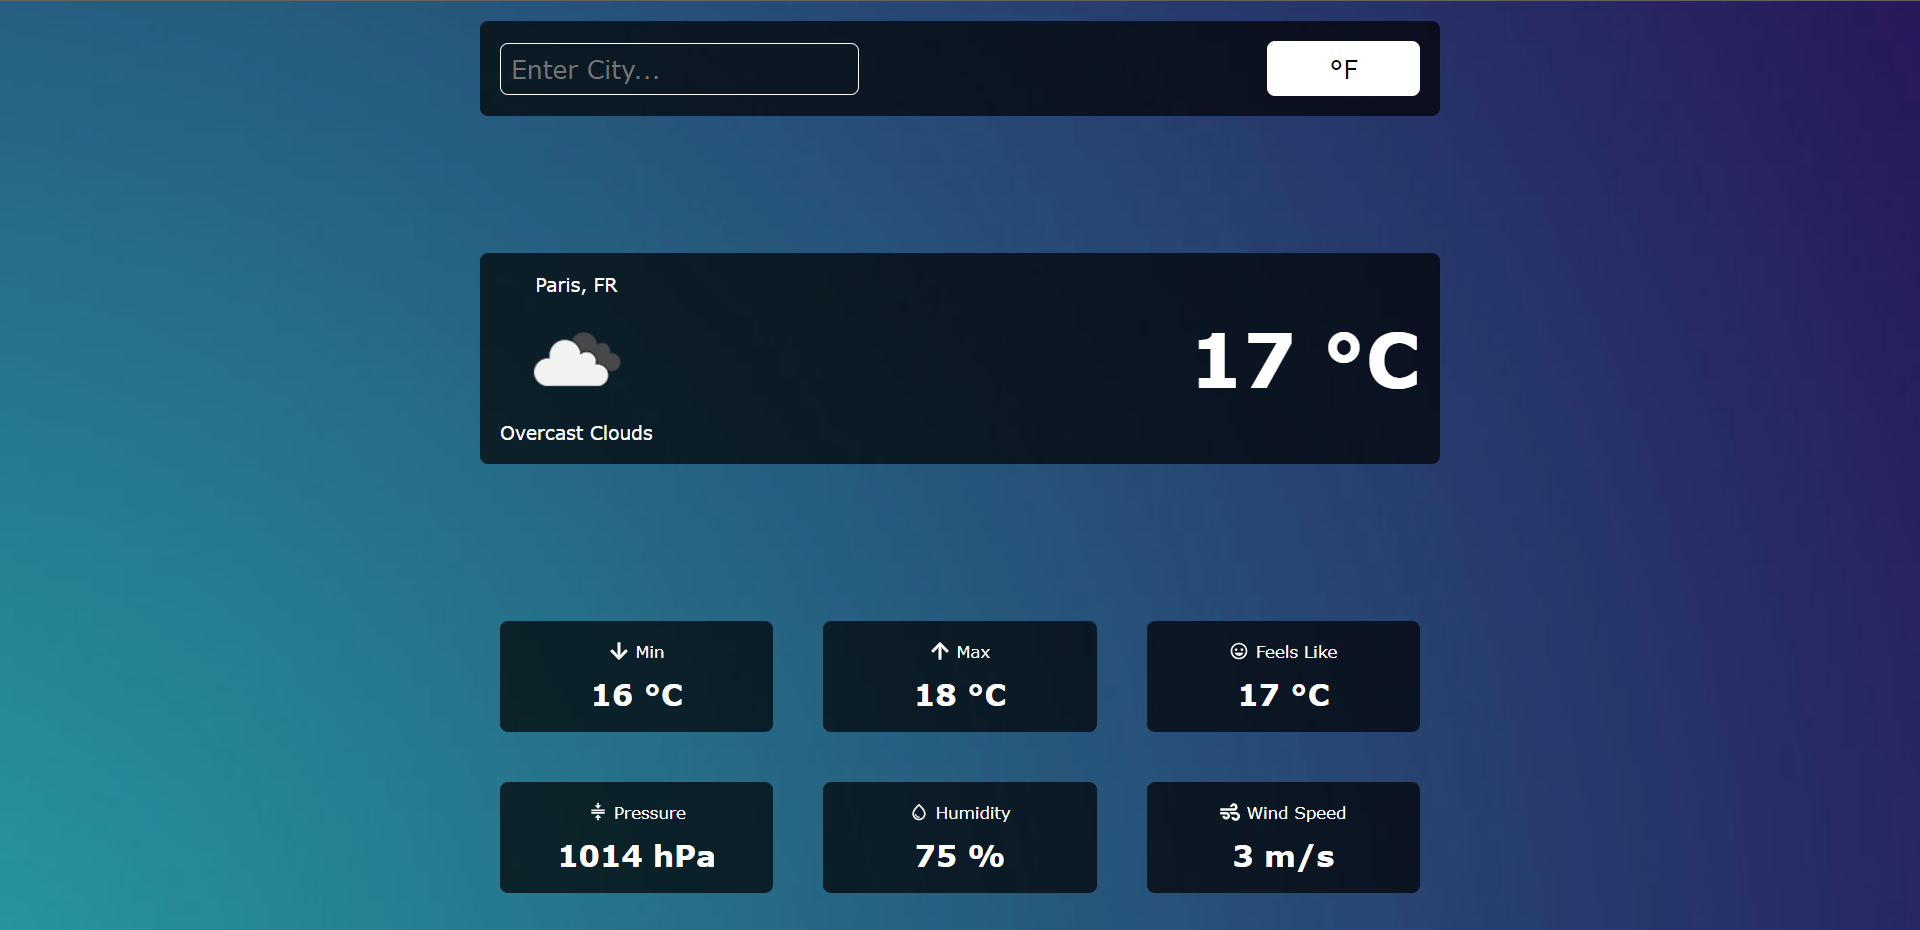 Enter City...
°F
Paris, FR
17 °C
Overcast Clouds
Min
16 °C
Max
18 °C
Feels Like
17 °C
Pressure
1014 hPa
Humidity
75 %
Wind Speed
3 m/s